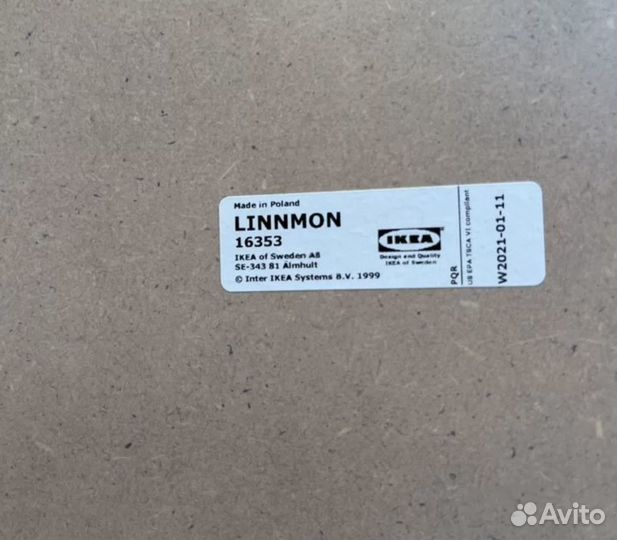 Made in Poland
LINNMON
16353
IKEA of Sweden AB
SE-343 81 Älmhult
© Inter IKEA Systems B.V. 1999
IKEA
Design and Quality
IKEA of Sweden
PQR
US EPA TSCA VI compliant
W2021-01-11
Avito